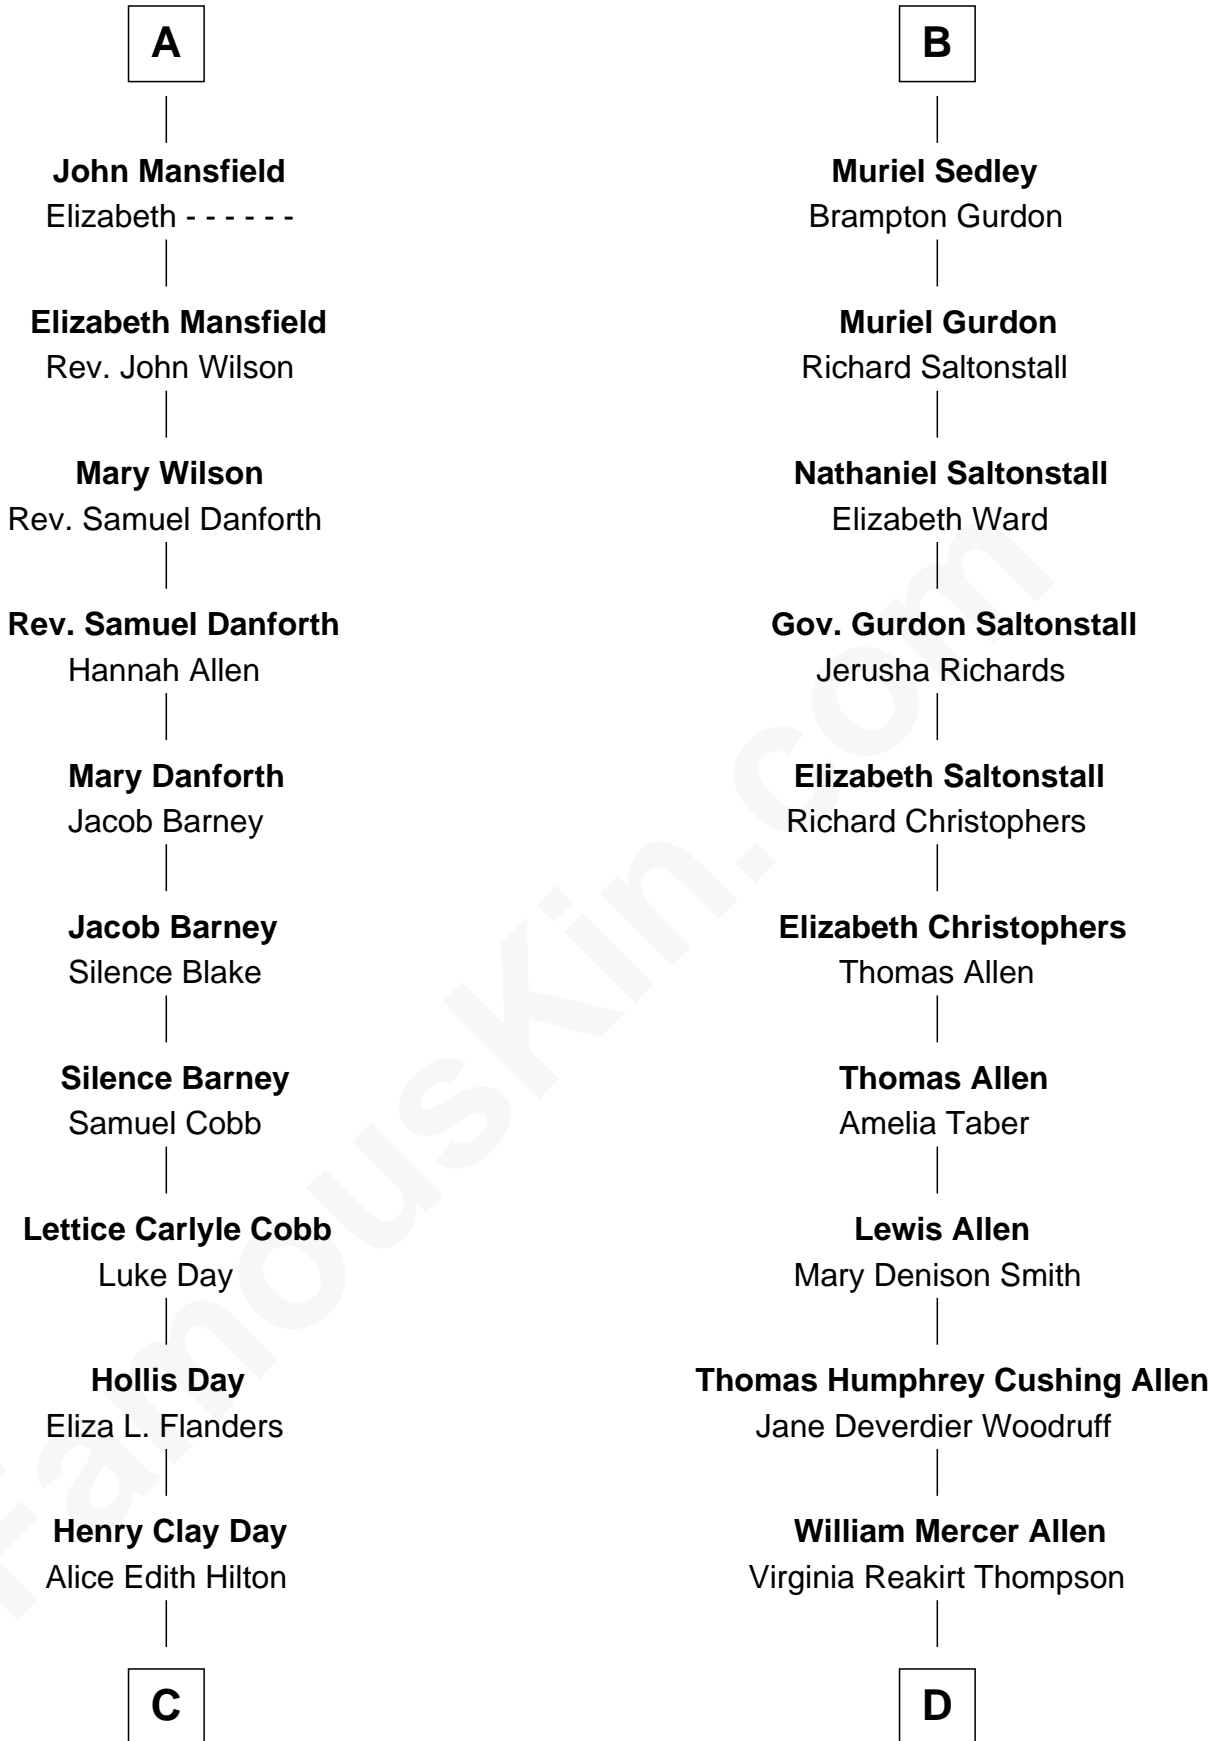 A
John Mansfield
Elizabeth - - - - - -
Elizabeth Mansfield
Rev. John Wilson
Mary Wilson
Rev. Samuel Danforth
Rev. Samuel Danforth
Hannah Allen
Mary Danforth
Jacob Barney
Jacob Barney
Silence Blake
Silence Barney
Samuel Cobb
Lettice Carlyle Cobb
Luke Day
Hollis Day
Eliza L. Flanders
Henry Clay Day
Alice Edith Hilton
C
B
Muriel Sedley
Brampton Gurdon
Muriel Gurdon
Richard Saltonstall
Nathaniel Saltonstall
Elizabeth Ward
Gov. Gurdon Saltonstall
Jerusha Richards
Elizabeth Saltonstall
Richard Christophers
Elizabeth Christophers
Thomas Allen
Thomas Allen
Amelia Taber
Lewis Allen
Mary Denison Smith
Thomas Humphrey Cushing Allen
Jane Deverdier Woodruff
William Mercer Allen
Virginia Reakirt Thompson
D
FamousKin.com